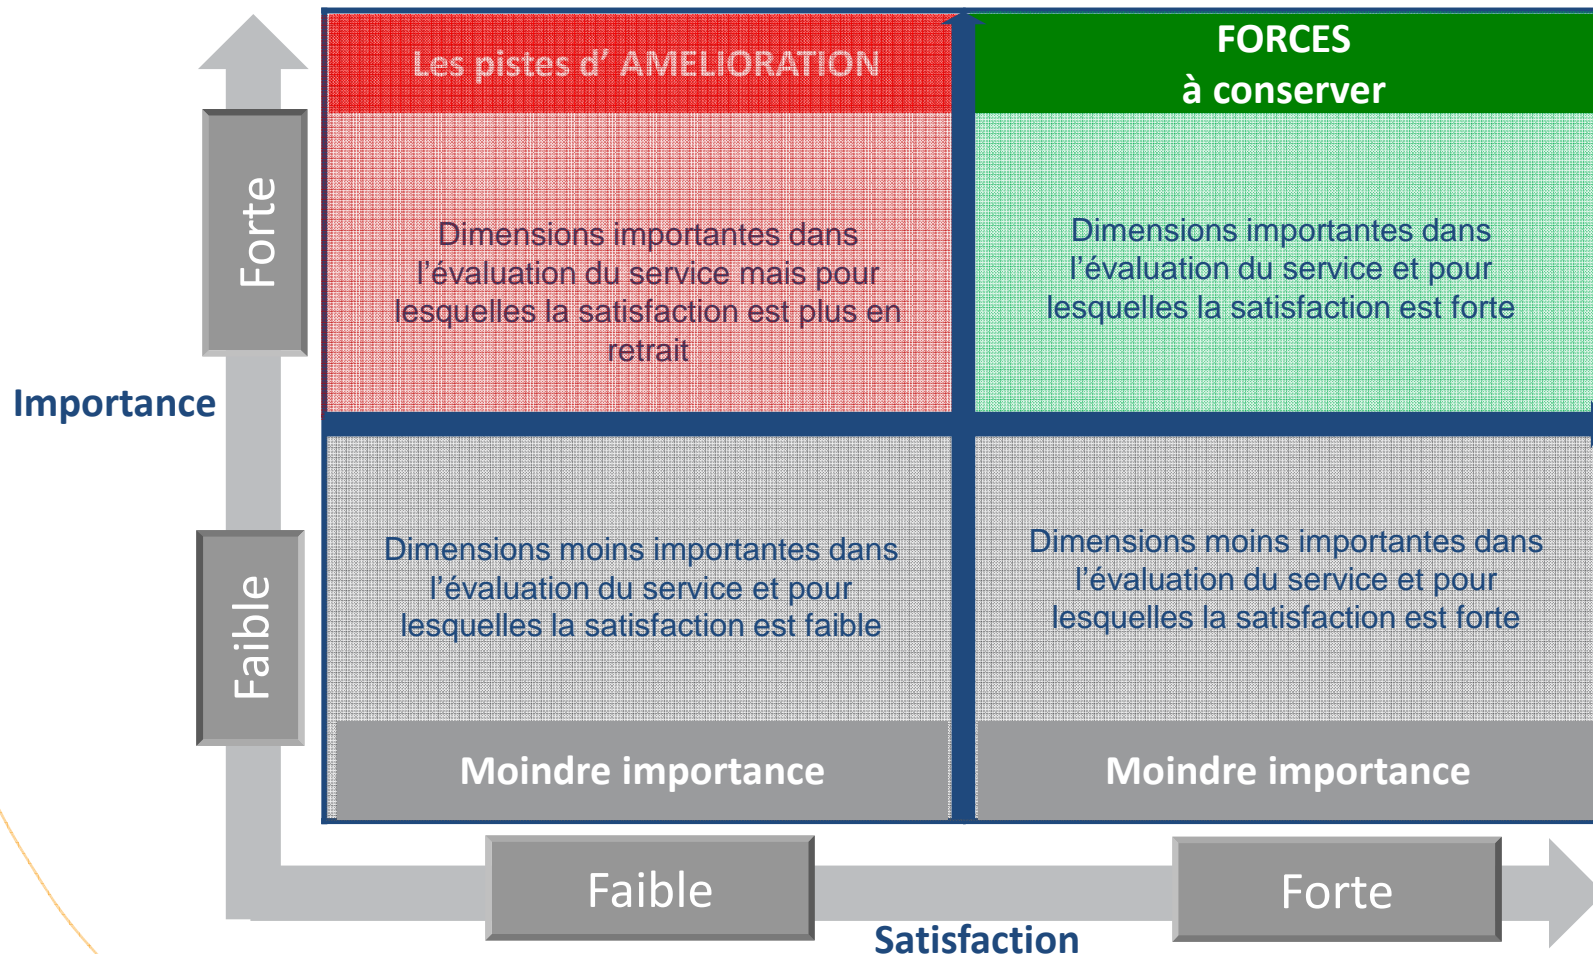 Les pistes d’ AMELIORATION
FORCES
à conserver
Forte
Dimensions importantes dans
l’évaluation du service mais pour
lesquelles la satisfaction est plus en
retrait
Dimensions importantes dans
l’évaluation du service et pour
lesquelles la satisfaction est forte
Importance
Faible
Dimensions moins importantes dans
l’évaluation du service et pour
lesquelles la satisfaction est faible
Dimensions moins importantes dans
l’évaluation du service et pour
lesquelles la satisfaction est forte
Moindre importance
Moindre importance
Faible
Forte
Satisfaction